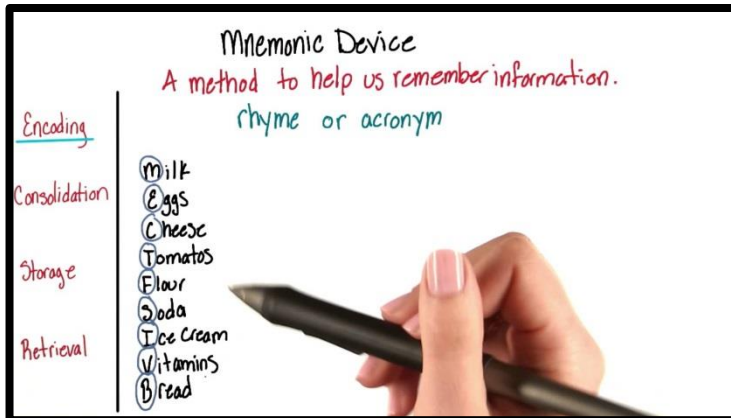 Mnemonic Device
A method to help us remember information.
rhyme or acronym
Encoding
Consolidation
Storage
Retrieval
Milk
Eggs
Cheese
Tomatos
Flour
Soda
Ice Cream
Vitamins
Bread